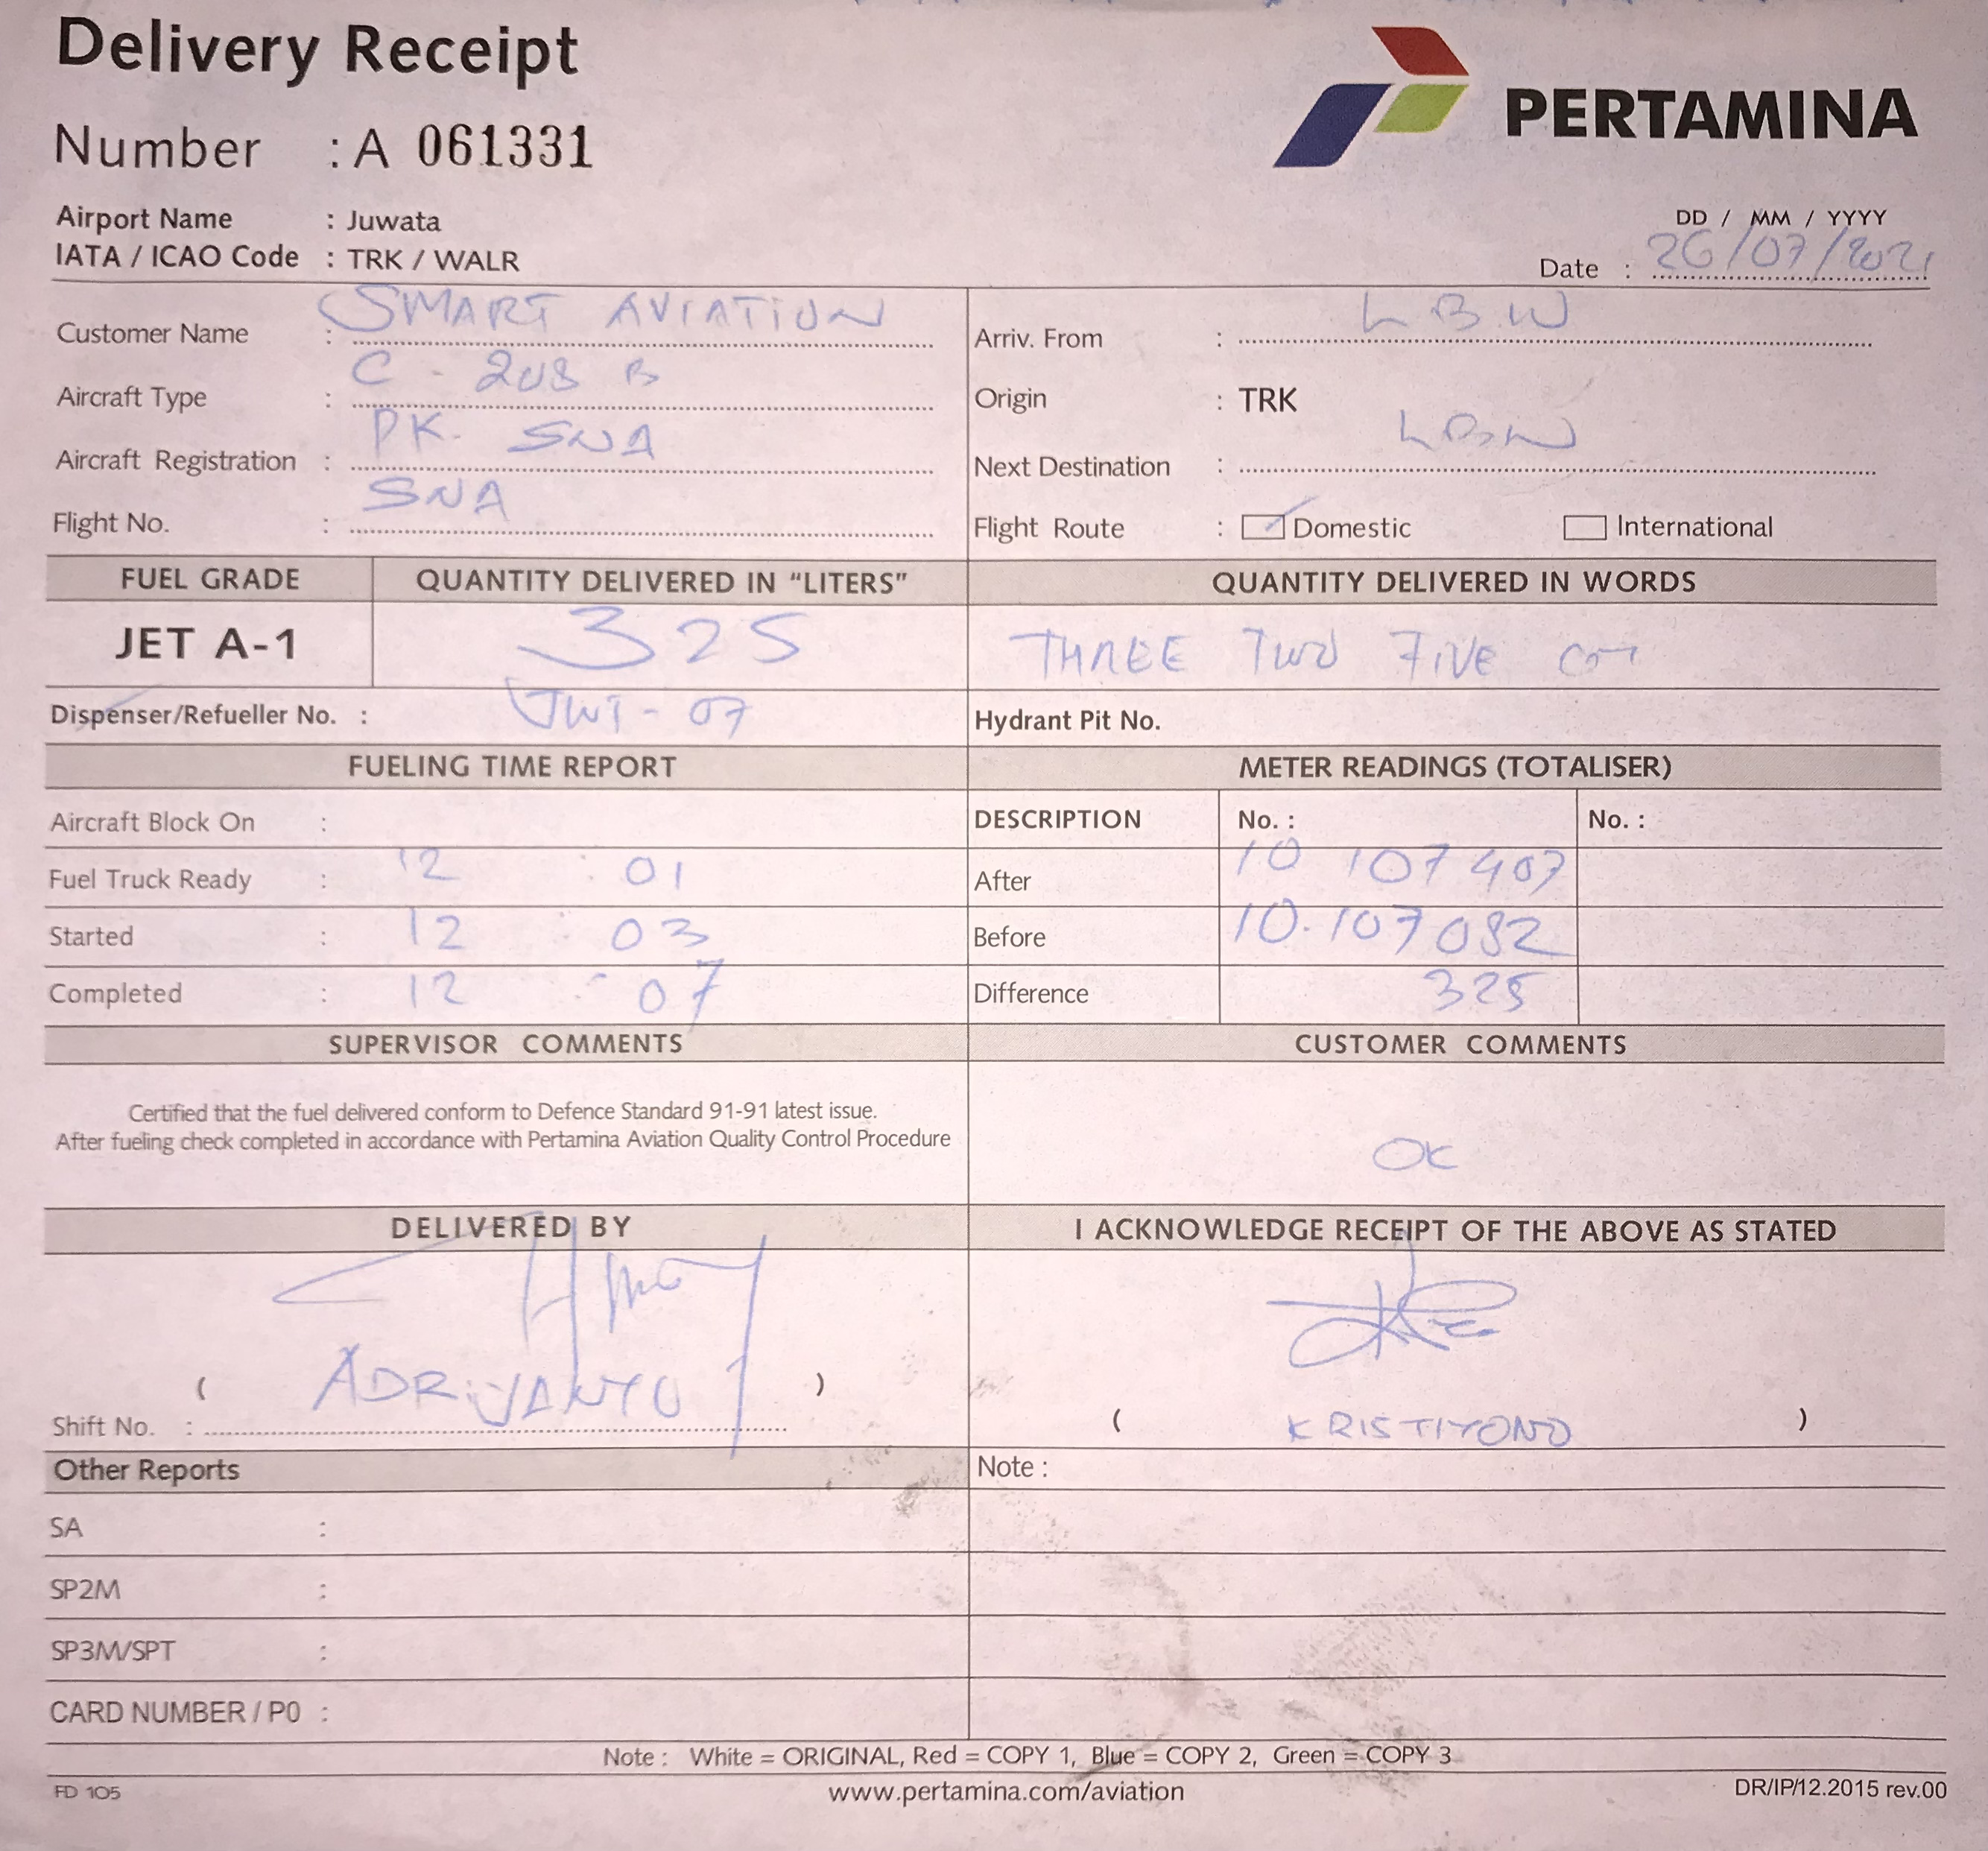 Delivery Receipt
PERTAMINA
Number : A 061331
Airport Name : Juwata
IATA / ICAO Code : TRK / WALR
DD / MM / YYYY
Date : 26/07/2021
Customer Name : SMART AVIATION
Arriv. From : LBW
Aircraft Type : C - 208 B
Origin : TRK
Aircraft Registration : PK - SNA
Next Destination : LBW
Flight No. : SNA
Flight Route : Domestic International
FUEL GRADE QUANTITY DELIVERED IN “LITERS” QUANTITY DELIVERED IN WORDS
JET A-1 325 THREE TWO FIVE
Dispenser/Refueller No. : JWT - 07 Hydrant Pit No.
FUELING TIME REPORT METER READINGS (TOTALISER)
Aircraft Block On : DESCRIPTION No. : No. :
Fuel Truck Ready : 12 : 01 After 10 107 407
Started : 12 : 03 Before 10.107 082
Completed : 12 : 07 Difference 325
SUPERVISOR COMMENTS CUSTOMER COMMENTS
Certified that the fuel delivered conform to Defence Standard 91-91 latest issue.
After fueling check completed in accordance with Pertamina Aviation Quality Control Procedure
OK
DELIVERED BY I ACKNOWLEDGE RECEIPT OF THE ABOVE AS STATED
( )
Shift No. :
( KRISTIYONO )
Other Reports Note :
SA :
SP2M :
SP3M/SPT :
CARD NUMBER / P0 :
Note : White = ORIGINAL, Red = COPY 1, Blue = COPY 2, Green = COPY 3
FD 105 www.pertamina.com/aviation DR/IP/12.2015 rev.00